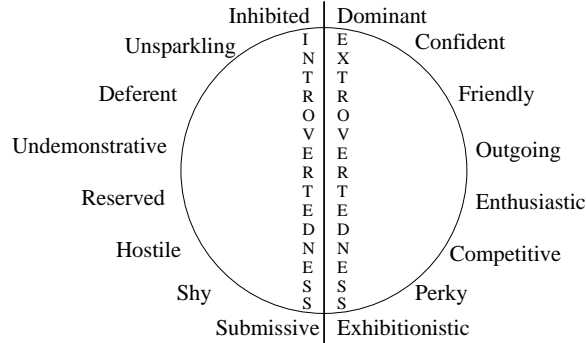 Inhibited Dominant
Unsparkling Confident
Deferent Friendly
Undemonstrative Outgoing
Reserved Enthusiastic
Hostile Competitive
Shy Perky
Submissive Exhibitionistic
INTROVERTEDNESS
EXTROVERTEDNESS